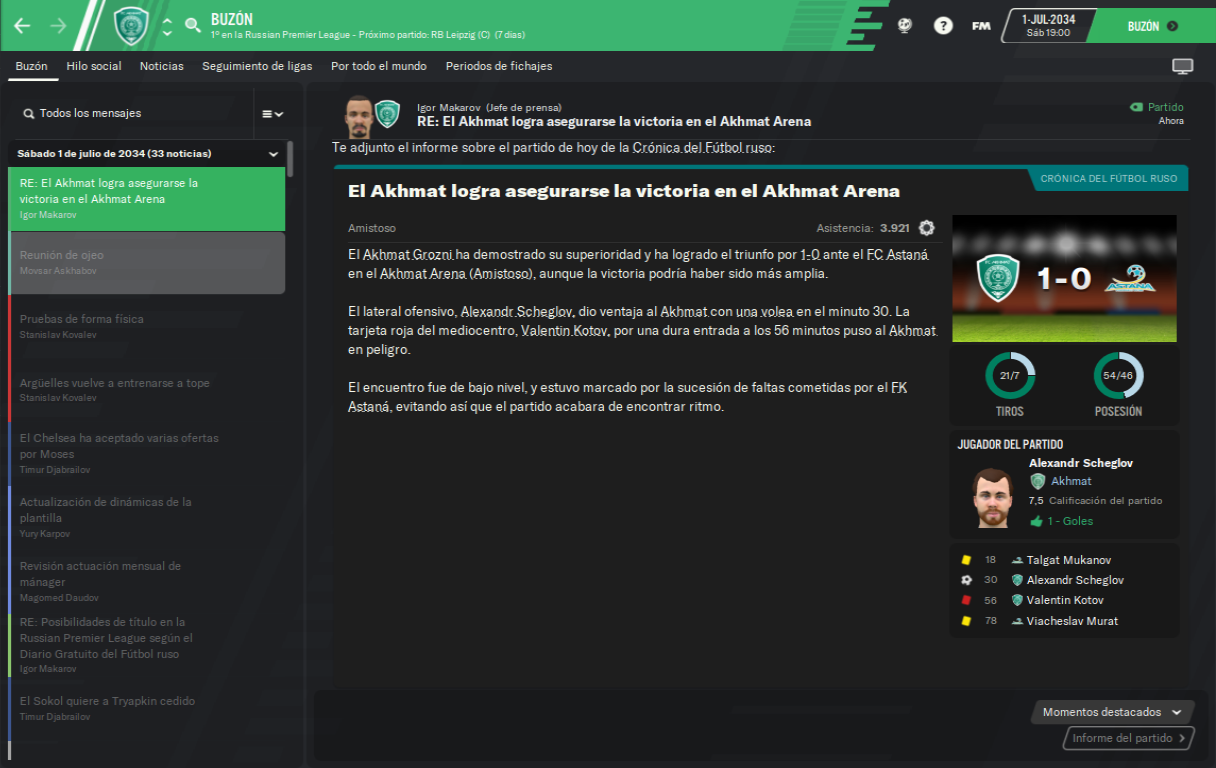 BUZÓN
1º en la Russian Premier League - Próximo partido: RB Leipzig (C) (7 días)
FM
1-JUL-2034
Sáb 19:00
BUZÓN
Buzón
Hilo social
Noticias
Seguimiento de ligas
Por todo el mundo
Periodos de fichajes
Todos los mensajes
Sábado 1 de julio de 2034 (33 noticias)
RE: El Akhmat logra asegurarse la
victoria en el Akhmat Arena
Igor Makarov
Reunión de ojeo
Movsar Askhabov
Pruebas de forma física
Stanislav Kovalev
Argüelles vuelve a entrenarse a tope
Stanislav Kovalev
El Chelsea ha aceptado varias ofertas
por Moses
Timur Djabrailov
Actualización de dinámicas de la
plantilla
Yury Karpov
Revisión actuación mensual de
mánager
Magomed Daudov
RE: Posibilidades de título en la
Russian Premier League según el
Diario Gratuito del Fútbol ruso
Igor Makarov
El Sokol quiere a Tryapkin cedido
Timur Djabrailov
Igor Makarov (Jefe de prensa)
RE: El Akhmat logra asegurarse la victoria en el Akhmat Arena
Partido
Ahora
Te adjunto el informe sobre el partido de hoy de la Crónica del Fútbol ruso:
CRÓNICA DEL FÚTBOL RUSO
El Akhmat logra asegurarse la victoria en el Akhmat Arena
Amistoso
Asistencia: 3.921
El Akhmat Grozni ha demostrado su superioridad y ha logrado el triunfo por 1-0 ante el FC Astaná
en el Akhmat Arena (Amistoso), aunque la victoria podría haber sido más amplia.
El lateral ofensivo, Alexandr Scheglov, dio ventaja al Akhmat con una volea en el minuto 30. La
tarjeta roja del mediocentro, Valentin Kotov, por una dura entrada a los 56 minutos puso al Akhmat
en peligro.
El encuentro fue de bajo nivel, y estuvo marcado por la sucesión de faltas cometidas por el FK
Astaná, evitando así que el partido acabara de encontrar ritmo.
1-0
ASTANA
21/7
TIROS
54/46
POSESIÓN
JUGADOR DEL PARTIDO
Alexandr Scheglov
Akhmat
7,5 Calificación del partido
1 - Goles
18 Talgat Mukanov
30 Alexandr Scheglov
56 Valentin Kotov
78 Viacheslav Murat
Momentos destacados
Informe del partido